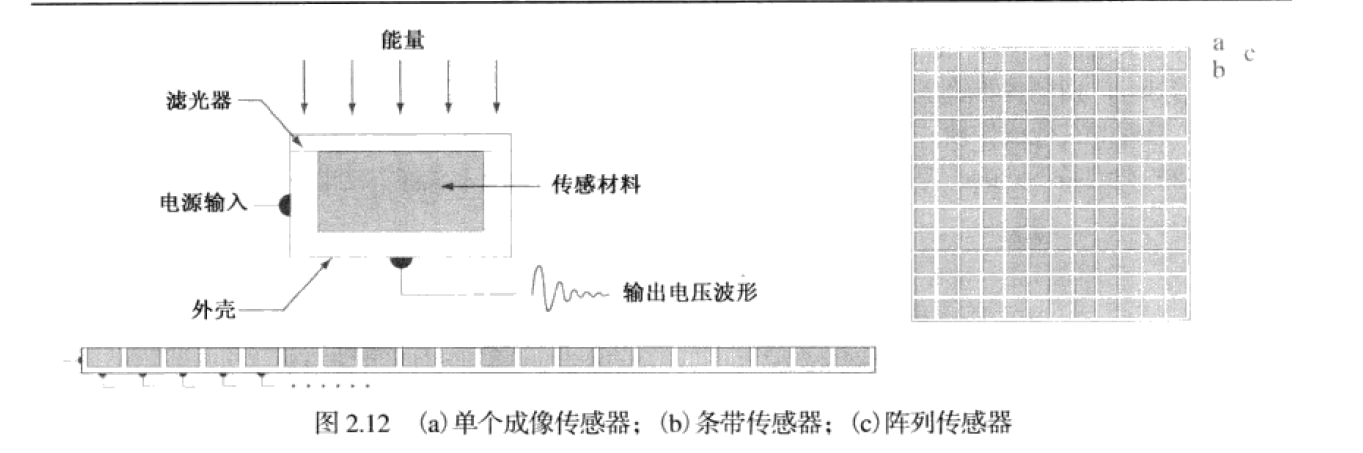 能量
滤光器
传感材料
电源输入
输出电压波形
外壳
a
b
c
图 2.12 (a)单个成像传感器；(b)条带传感器；(c)阵列传感器